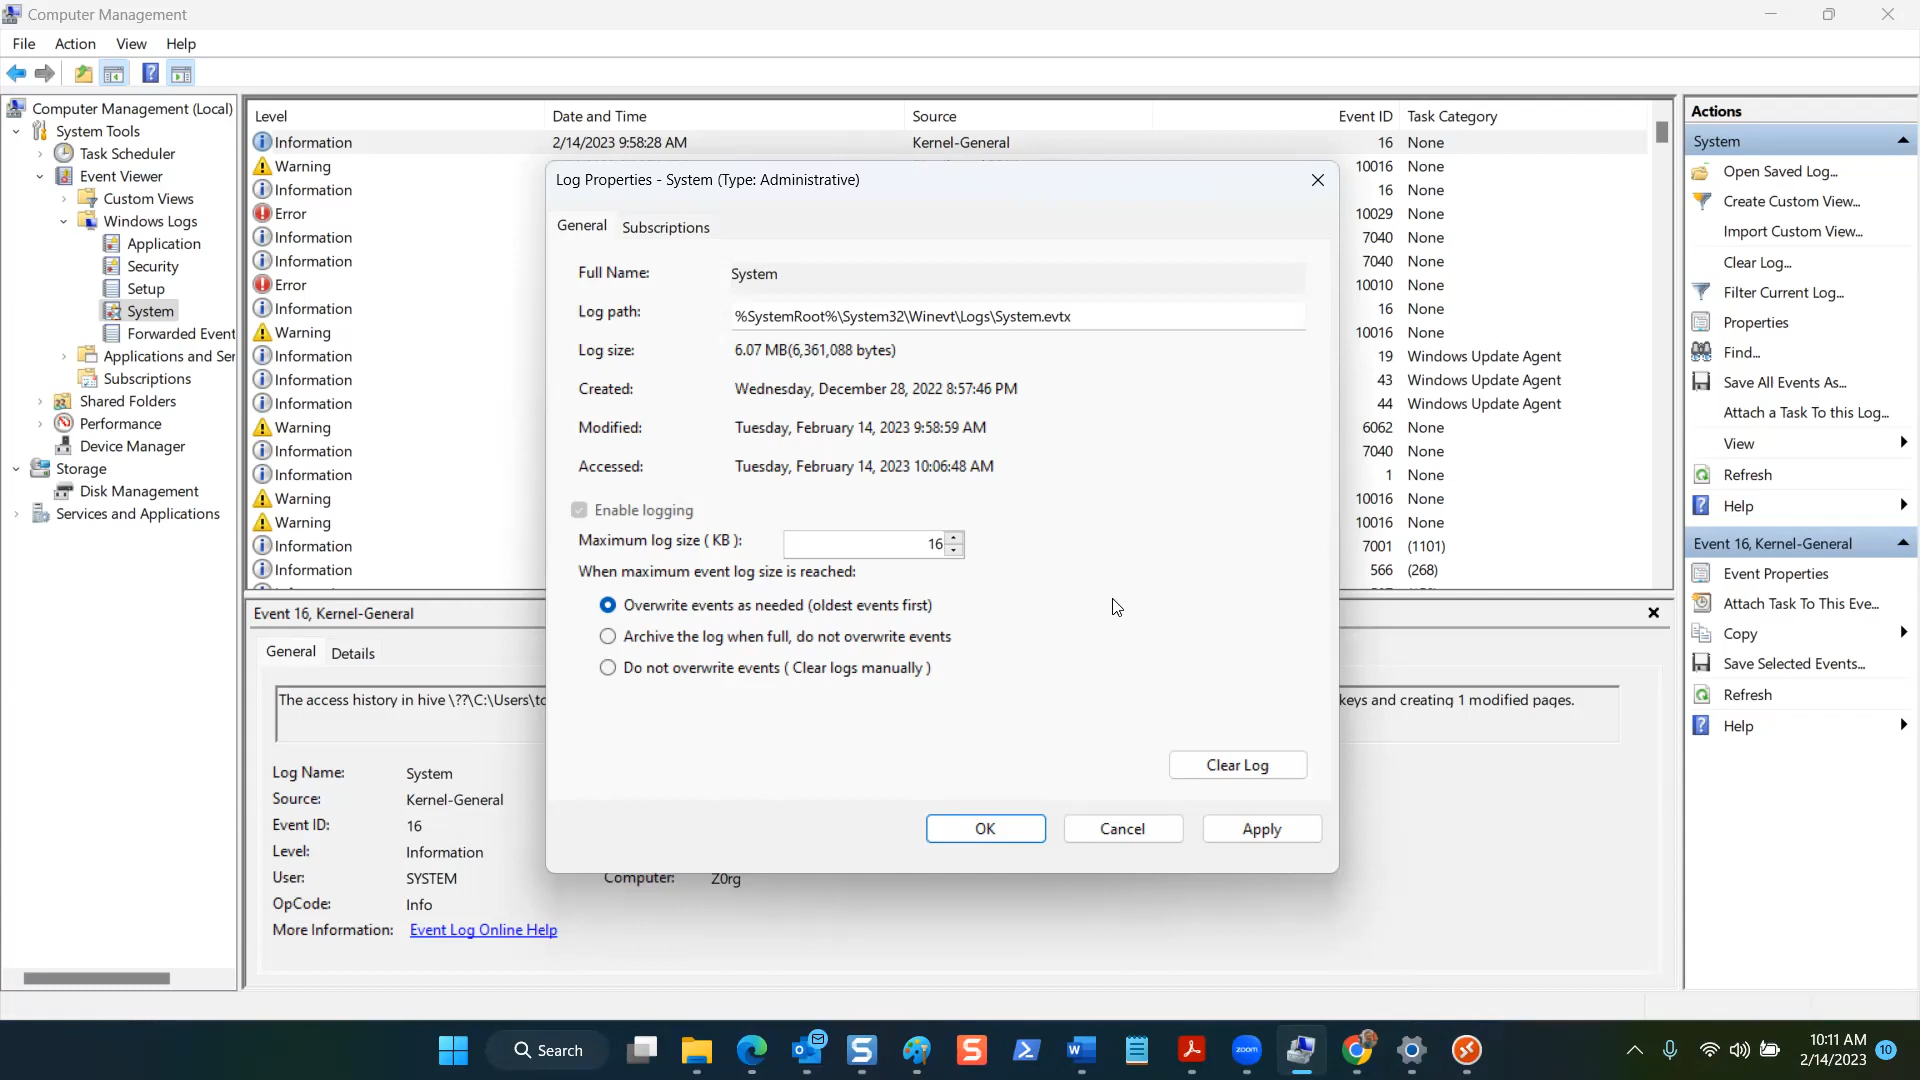 Computer Management
File Action View Help
Computer Management (Local)
System Tools
Task Scheduler
Event Viewer
Custom Views
Windows Logs
Application
Security
Setup
System
Forwarded Event
Applications and Ser
Subscriptions
Shared Folders
Performance
Device Manager
Storage
Disk Management
Services and Applications
Level Date and Time Source Event ID Task Category
Information 2/14/2023 9:58:28 AM Kernel-General 16 None
Warning 10016 None
Information 16 None
Error 10029 None
Information 7040 None
Information 7040 None
Error 10010 None
Information 16 None
Warning 10016 None
Information 19 Windows Update Agent
Information 43 Windows Update Agent
Information 44 Windows Update Agent
Warning 6062 None
Information 7040 None
Information 1 None
Warning 10016 None
Warning 10016 None
Information 7001 (1101)
Information 566 (268)
Log Properties - System (Type: Administrative)
General Subscriptions
Full Name: System
Log path: %SystemRoot%\System32\Winevt\Logs\System.evtx
Log size: 6.07 MB(6,361,088 bytes)
Created: Wednesday, December 28, 2022 8:57:46 PM
Modified: Tuesday, February 14, 2023 9:58:59 AM
Accessed: Tuesday, February 14, 2023 10:06:48 AM
Enable logging
Maximum log size ( KB ): 16
When maximum event log size is reached:
Overwrite events as needed (oldest events first)
Archive the log when full, do not overwrite events
Do not overwrite events ( Clear logs manually )
Clear Log
OK Cancel Apply
Event 16, Kernel-General
General Details
The access history in hive \??\C:\Users\to keys and creating 1 modified pages.
Log Name: System
Source: Kernel-General
Event ID: 16
Level: Information
User: SYSTEM Computer: Z0rg
OpCode: Info
More Information: Event Log Online Help
Actions
System
Open Saved Log...
Create Custom View...
Import Custom View...
Clear Log...
Filter Current Log...
Properties
Find...
Save All Events As...
Attach a Task To this Log...
View
Refresh
Help
Event 16, Kernel-General
Event Properties
Attach Task To This Eve...
Copy
Save Selected Events...
Refresh
Help
Search
zoom
10:11 AM
2/14/2023
10